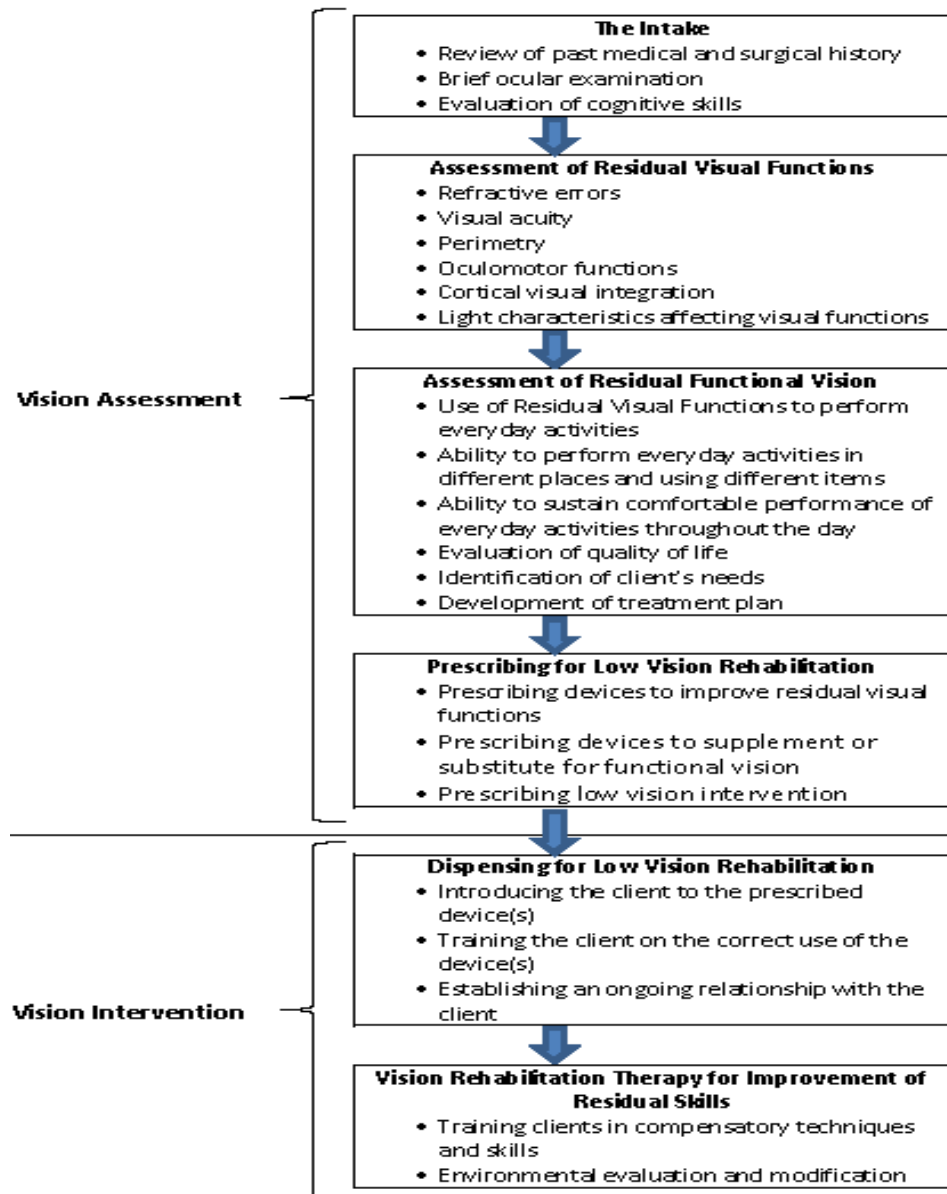 The Intake
• Review of past medical and surgical history
• Brief ocular examination
• Evaluation of cognitive skills
Assessment of Residual Visual Functions
• Refractive errors
• Visual acuity
• Perimetry
• Oculomotor functions
• Cortical visual integration
• Light characteristics affecting visual functions
Vision Assessment
Assessment of Residual Functional Vision
• Use of Residual Visual Functions to perform
everyday activities
• Ability to perform everyday activities in
different places and using different items
• Ability to sustain comfortable performance of
everyday activities throughout the day
• Evaluation of quality of life
• Identification of client's needs
• Development of treatment plan
Prescribing for Low Vision Rehabilitation
• Prescribing devices to improve residual visual
functions
• Prescribing devices to supplement or
substitute for functional vision
• Prescribing low vision intervention
Dispensing for Low Vision Rehabilitation
• Introducing the client to the prescribed
device(s)
• Training the client on the correct use of the
device(s)
• Establishing an ongoing relationship with the
client
Vision Intervention
Vision Rehabilitation Therapy for Improvement of
Residual Skills
• Training clients in compensatory techniques
and skills
• Environmental evaluation and modification